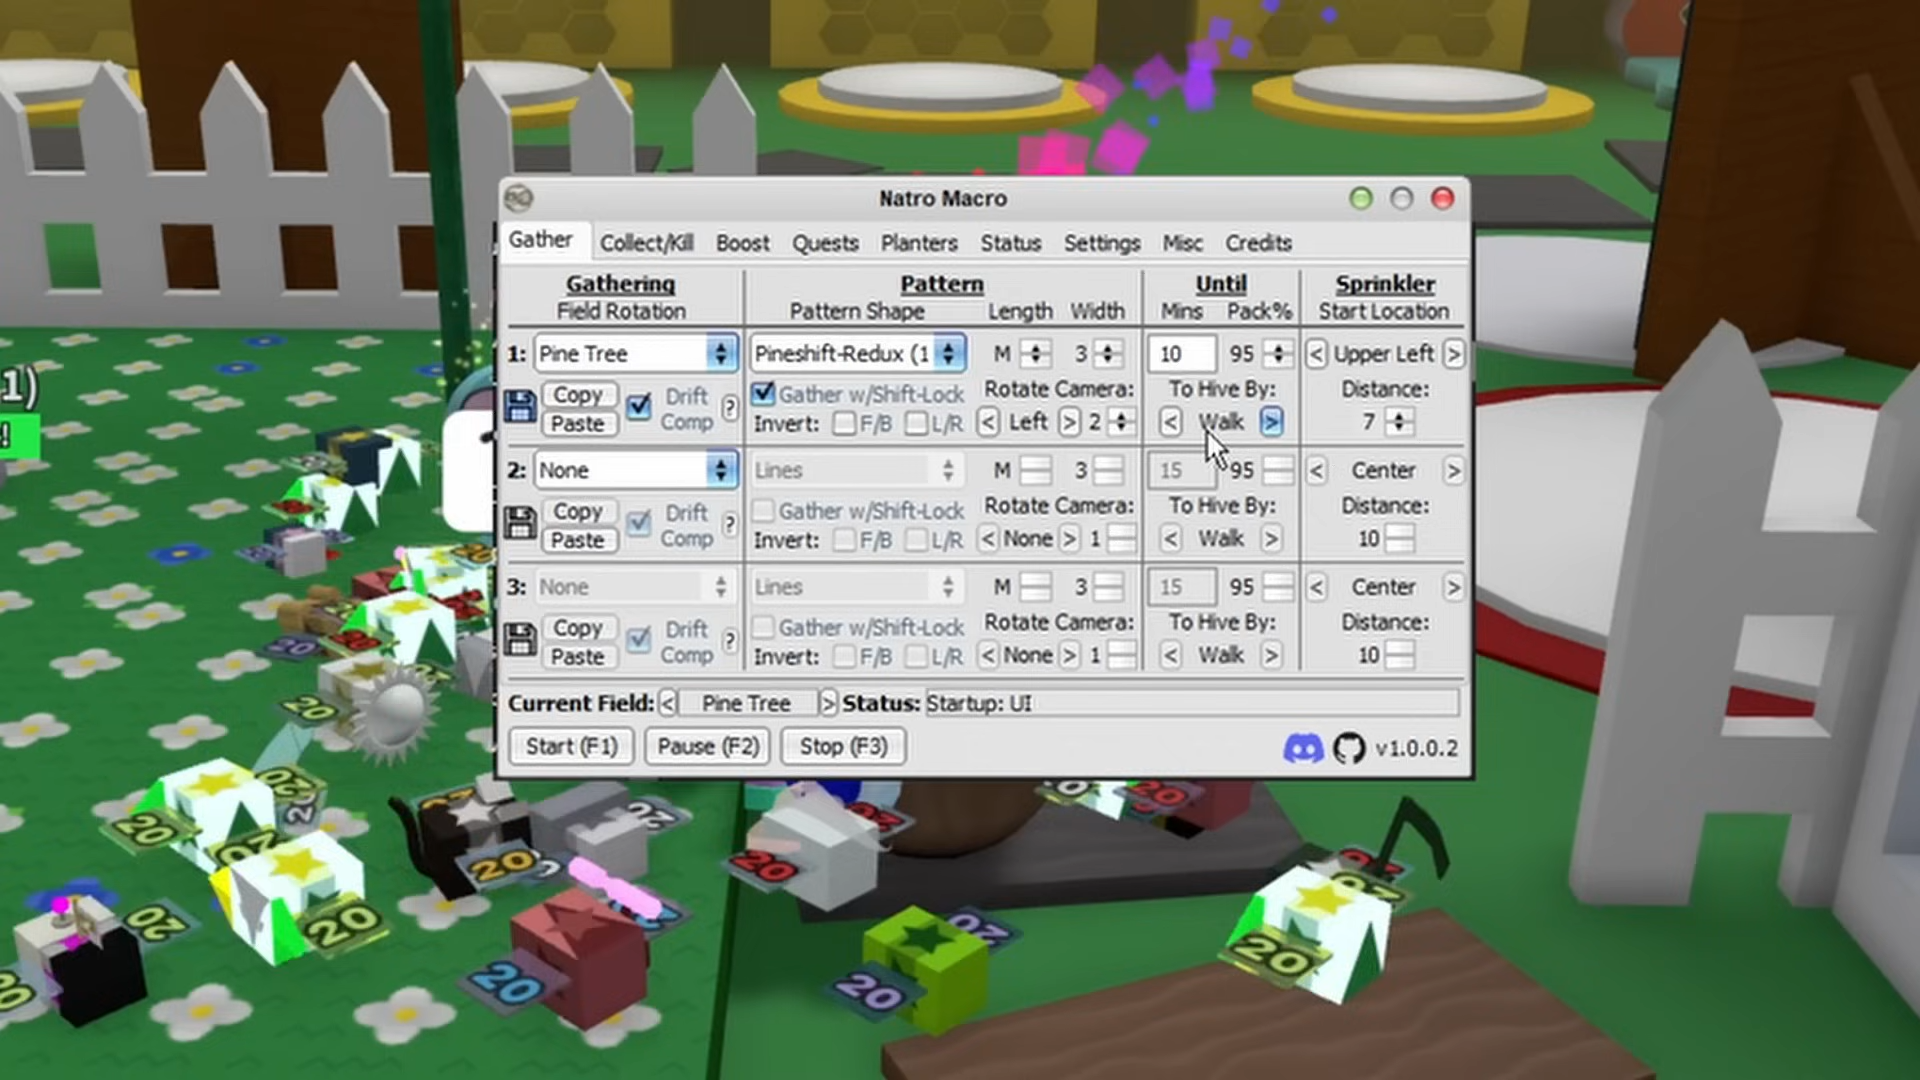 Natro Macro
Gather Collect/Kill Boost Quests Planters Status Settings Misc Credits
Gathering Pattern Until Sprinkler
Field Rotation Pattern Shape Length Width Mins Pack% Start Location
1: Pine Tree Pineshift-Redux (1 M 3 10 95 < Upper Left >
Copy Drift Comp ? Gather w/Shift-Lock Rotate Camera: To Hive By: Distance:
Paste Invert: F/B L/R < Left > 2 < Walk > 7
2: None Lines M 3 15 95 < Center >
Copy Drift Comp ? Gather w/Shift-Lock Rotate Camera: To Hive By: Distance:
Paste Invert: F/B L/R < None > 1 < Walk > 10
3: None Lines M 3 15 95 < Center >
Copy Drift Comp ? Gather w/Shift-Lock Rotate Camera: To Hive By: Distance:
Paste Invert: F/B L/R < None > 1 < Walk > 10
Current Field: < Pine Tree > Status: Startup: UI
Start (F1) Pause (F2) Stop (F3) v1.0.0.2
1)
!
20
20
20
20
20
20
20
20
20
20
20